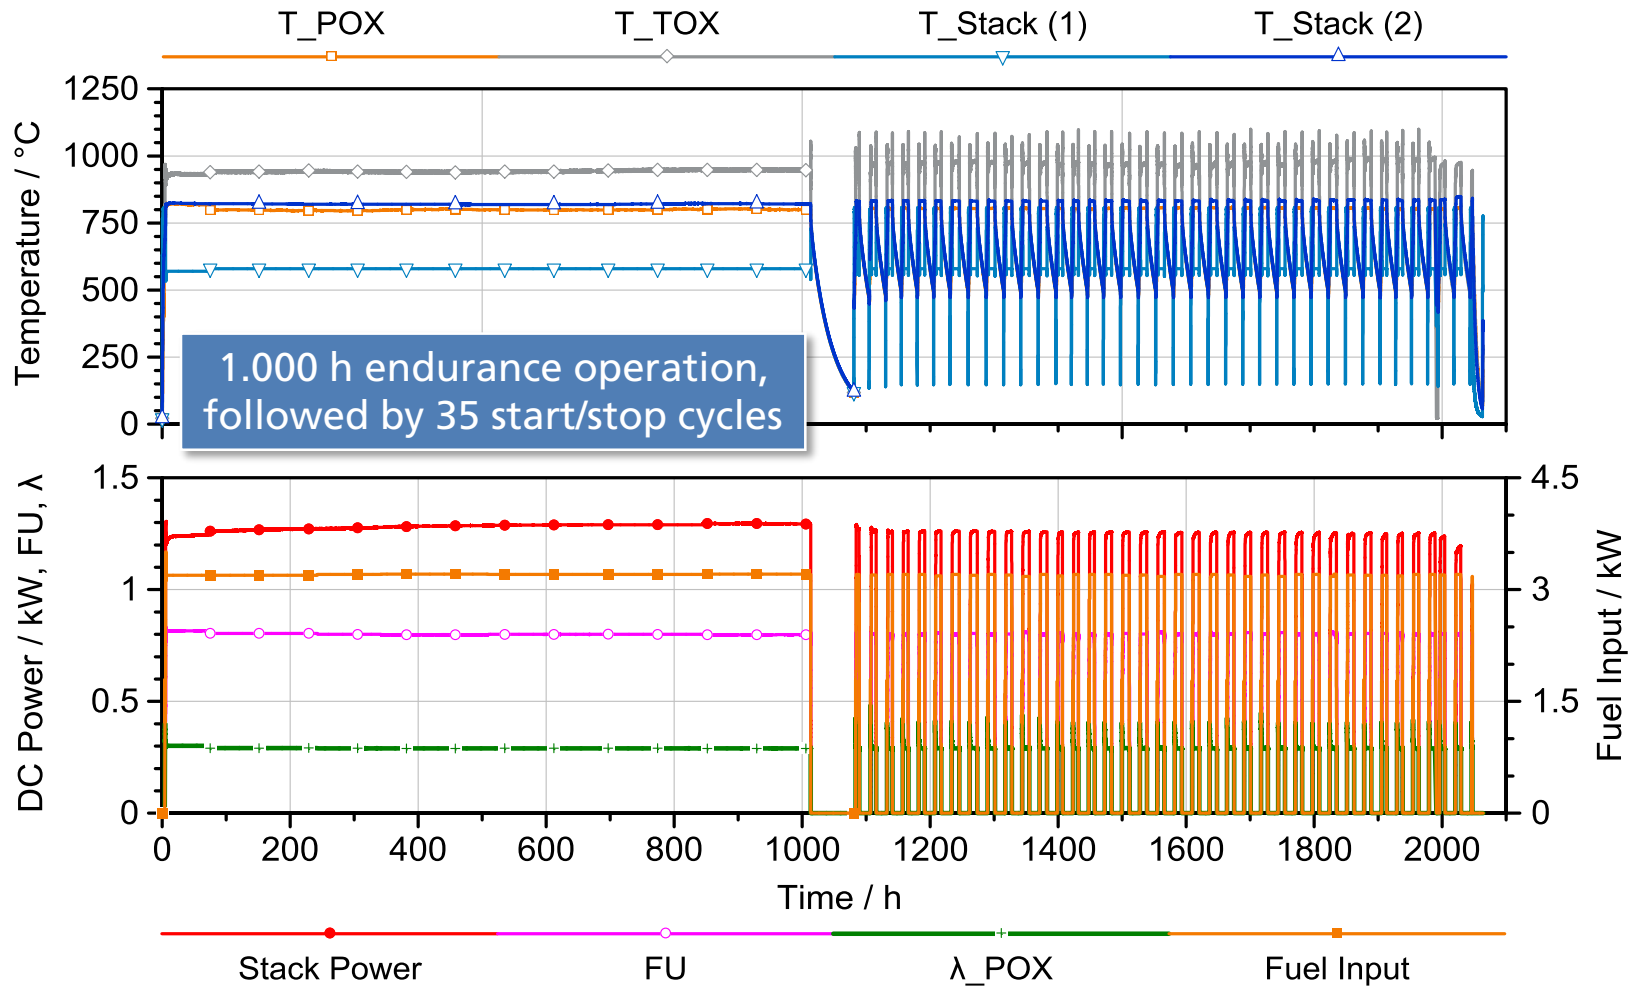 T_POX T_TOX T_Stack (1) T_Stack (2)
1250
1000
750
500
250
0
Temperature / °C
1.000 h endurance operation,
followed by 35 start/stop cycles
1.5
1
0.5
0
DC Power / kW, FU, λ
4.5
3
1.5
0
Fuel Input / kW
0 200 400 600 800 1000 1200 1400 1600 1800 2000
Time / h
Stack Power FU λ_POX Fuel Input